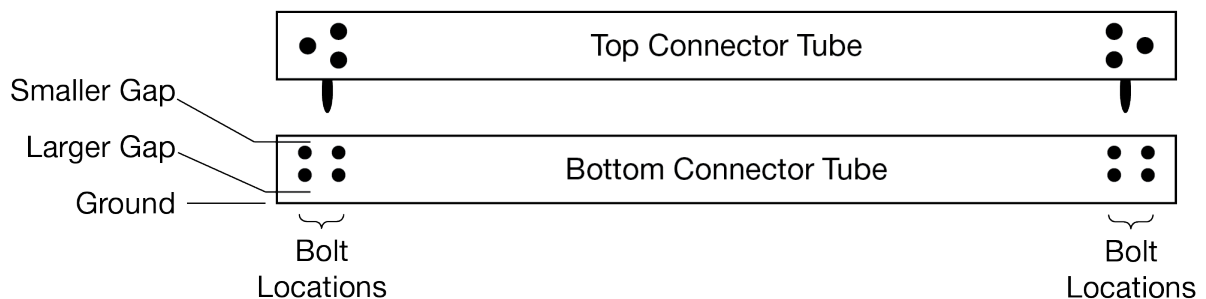 Top Connector Tube
Smaller Gap
Larger Gap
Bottom Connector Tube
Ground
Bolt
Locations
Bolt
Locations